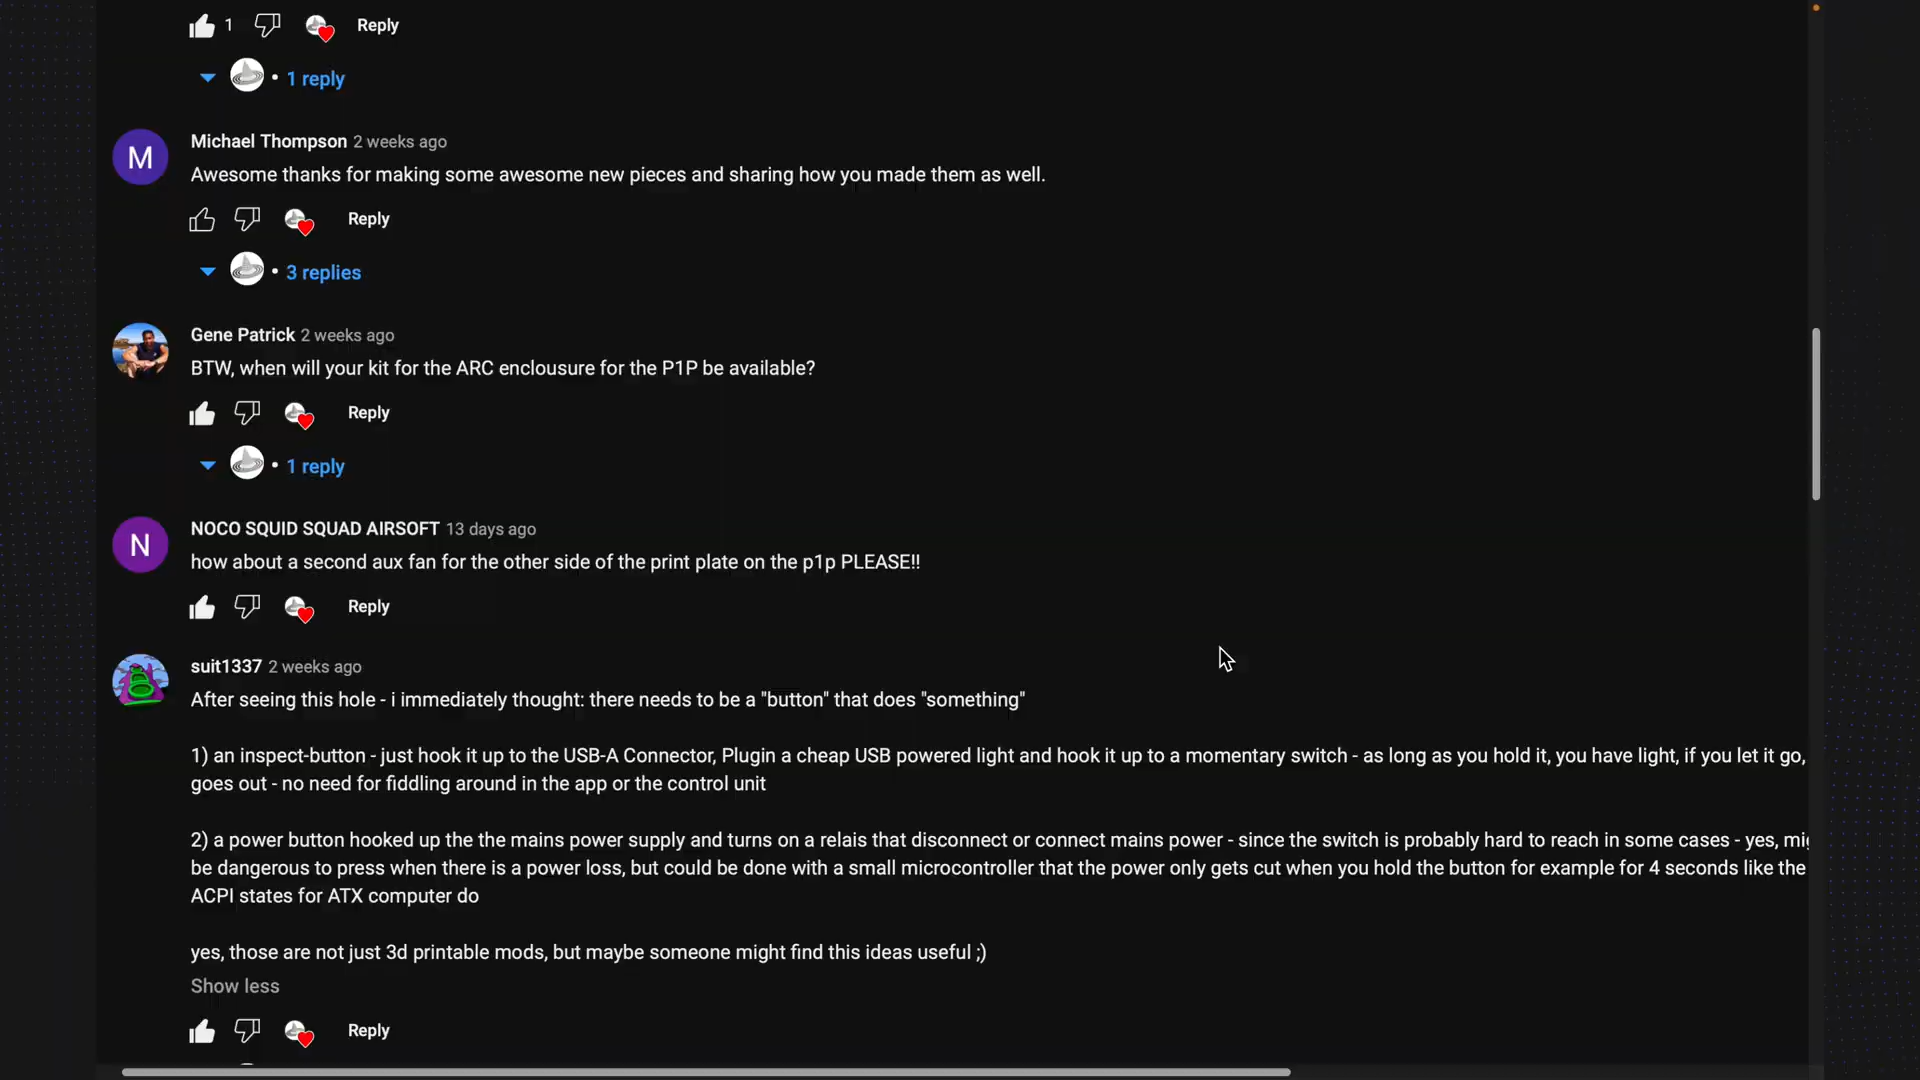 1 Reply
• 1 reply
M
Michael Thompson 2 weeks ago
Awesome thanks for making some awesome new pieces and sharing how you made them as well.
Reply
• 3 replies
Gene Patrick 2 weeks ago
BTW, when will your kit for the ARC enclousure for the P1P be available?
Reply
• 1 reply
N
NOCO SQUID SQUAD AIRSOFT 13 days ago
how about a second aux fan for the other side of the print plate on the p1p PLEASE!!
Reply
suit1337 2 weeks ago
After seeing this hole - i immediately thought: there needs to be a "button" that does "something"
1) an inspect-button - just hook it up to the USB-A Connector, Plugin a cheap USB powered light and hook it up to a momentary switch - as long as you hold it, you have light, if you let it go,
goes out - no need for fiddling around in the app or the control unit
2) a power button hooked up the the mains power supply and turns on a relais that disconnect or connect mains power - since the switch is probably hard to reach in some cases - yes,
be dangerous to press when there is a power loss, but could be done with a small microcontroller that the power only gets cut when you hold the button for example for 4 seconds like the
ACPI states for ATX computer do
yes, those are not just 3d printable mods, but maybe someone might find this ideas useful ;)
Show less
Reply